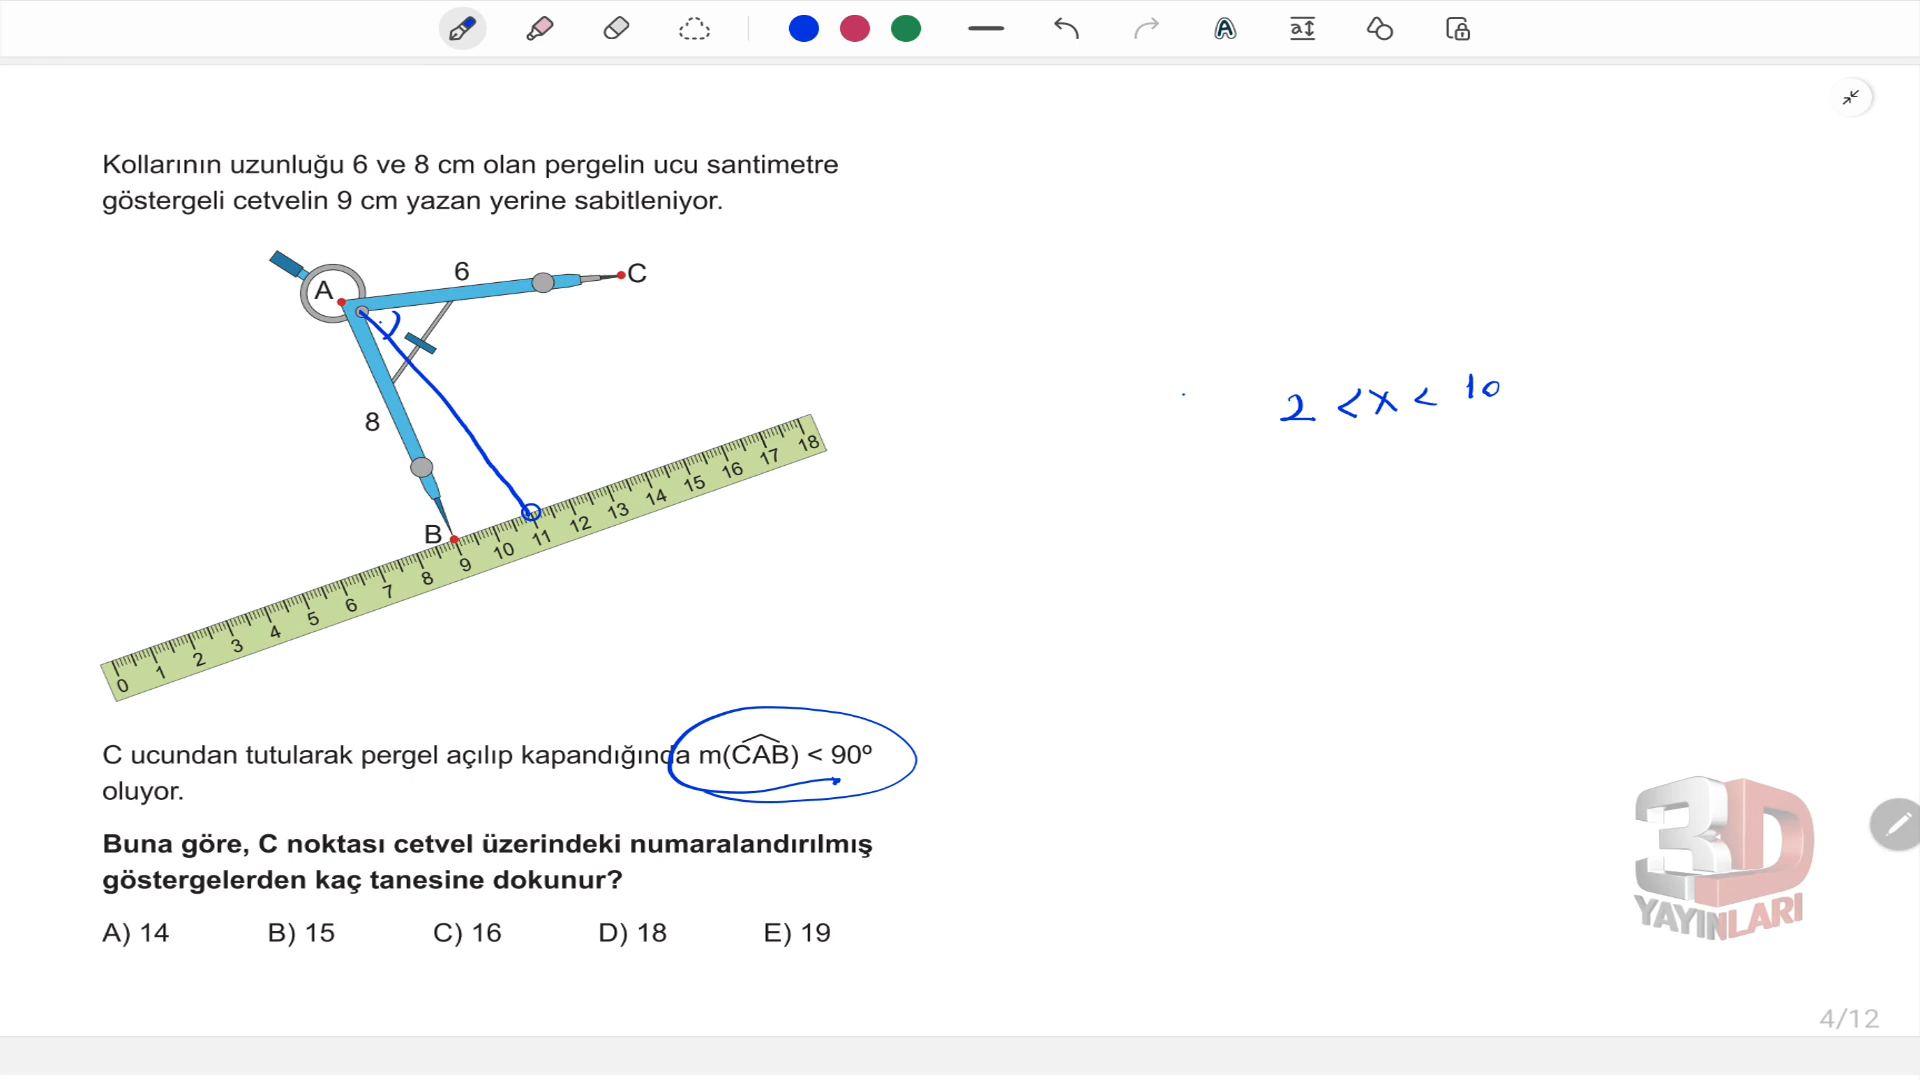 Kollarının uzunluğu 6 ve 8 cm olan pergelin ucu santimetre
göstergeli cetvelin 9 cm yazan yerine sabitleniyor.
A
6
C
8
B
0 1 2 3 4 5 6 7 8 9 10 11 12 13 14 15 16 17 18
2 < x < 10
C ucundan tutularak pergel açılıp kapandığında m(CAB) < 90º
oluyor.
Buna göre, C noktası cetvel üzerindeki numaralandırılmış
göstergelerden kaç tanesine dokunur?
A) 14 B) 15 C) 16 D) 18 E) 19
3D
YAYINLARI
4/12